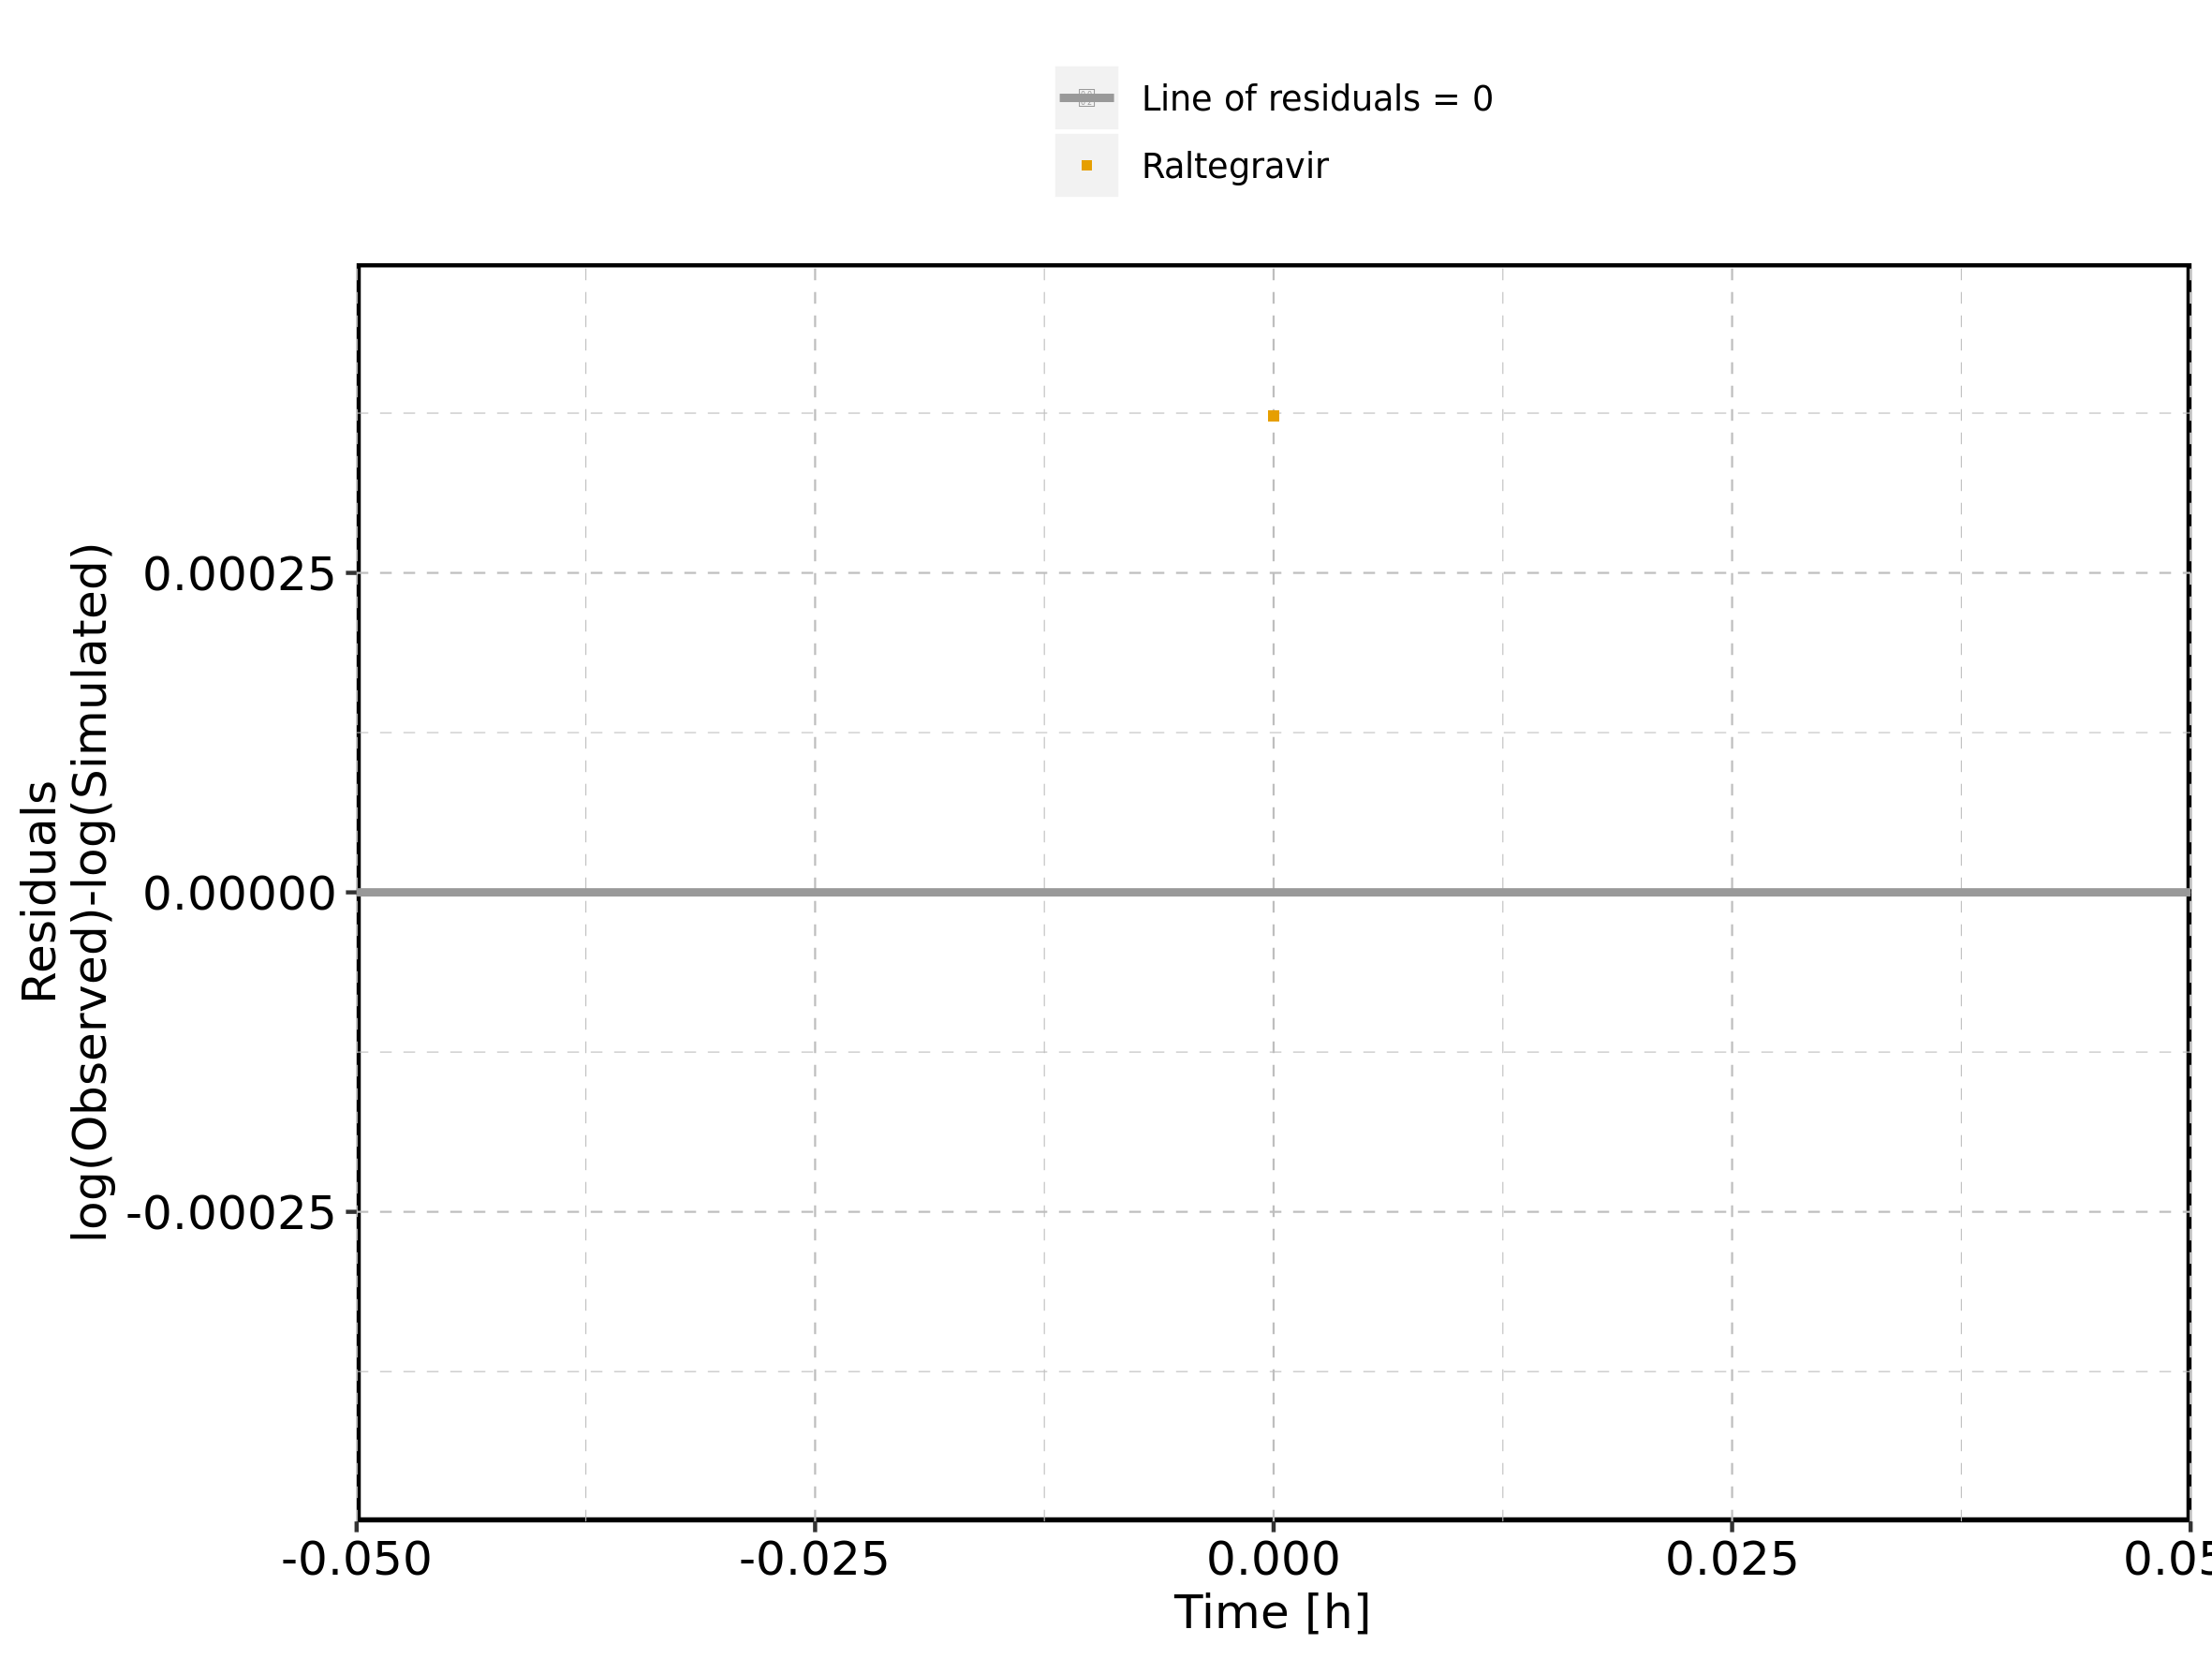 Line of residuals = 0
Raltegravir
Residuals
log(Observed)-log(Simulated)
0.00025
0.00000
-0.00025
-0.050
-0.025
0.000
0.025
0.05
Time [h]